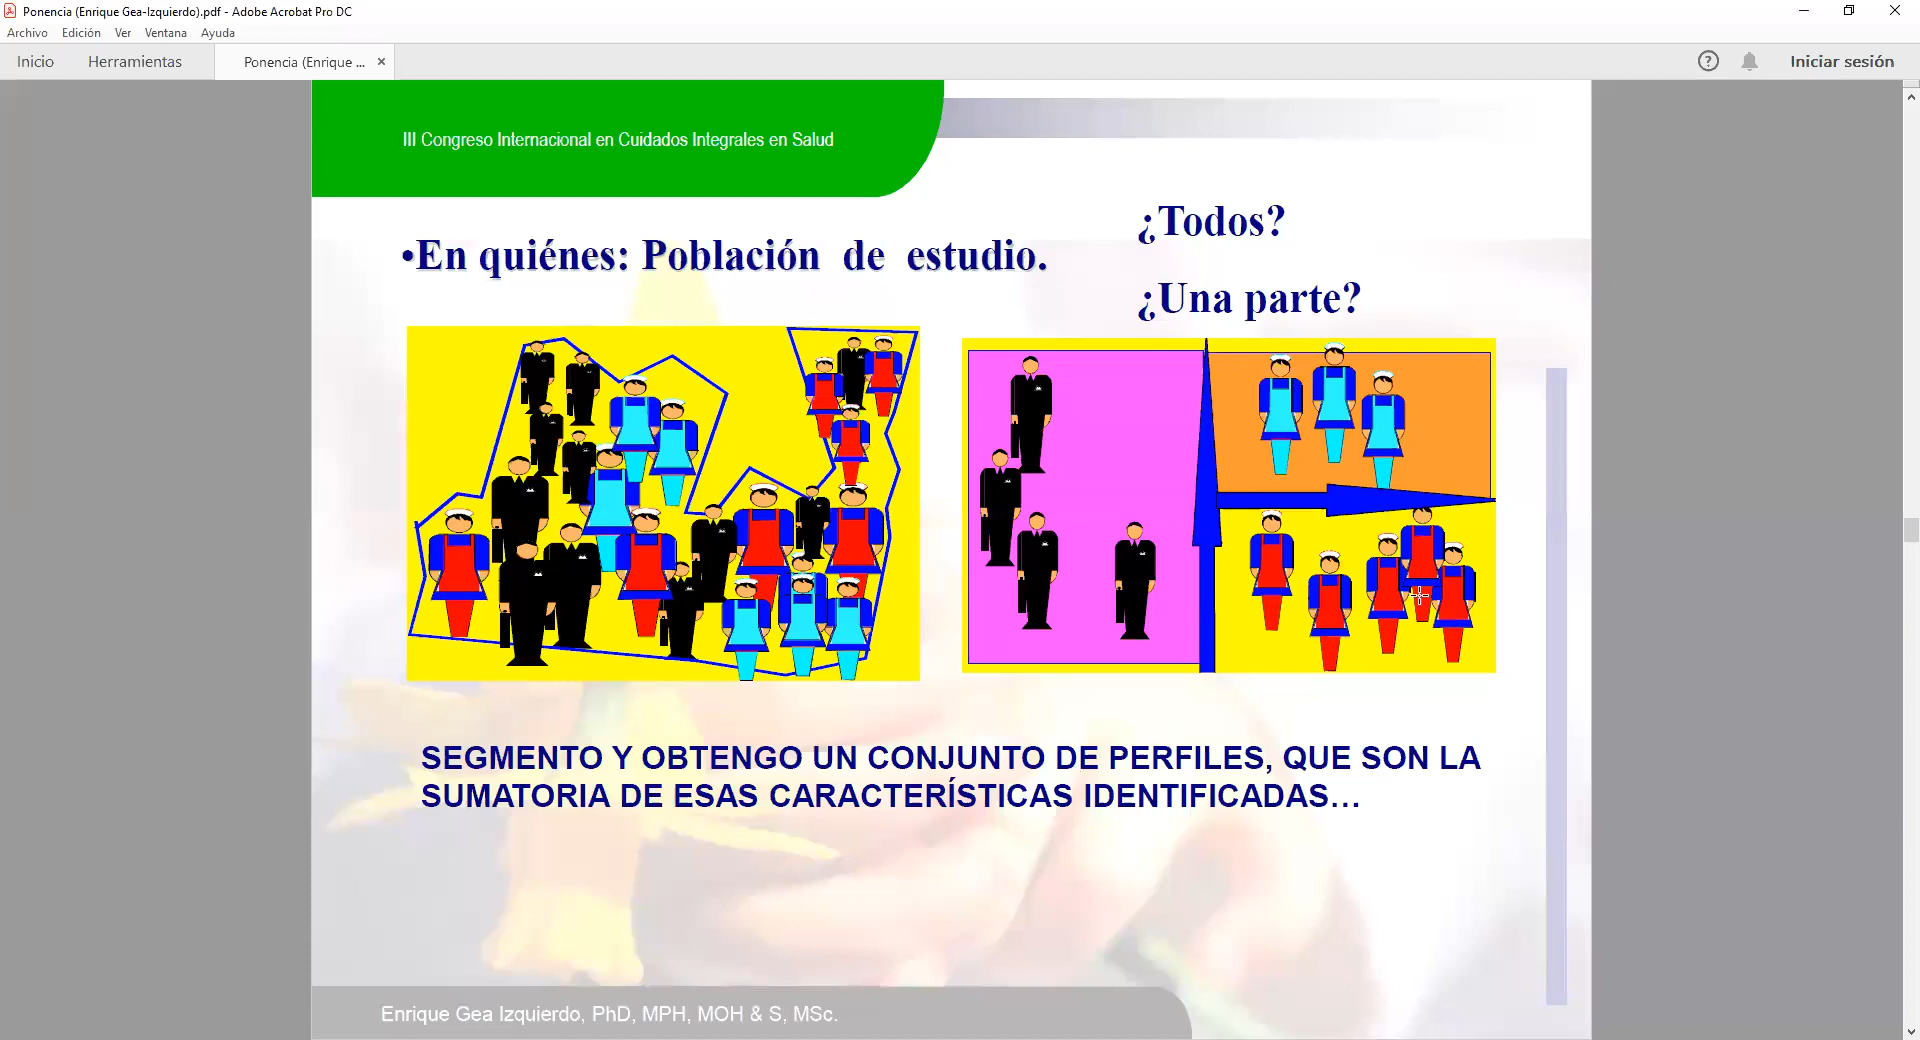 Ponencia (Enrique Gea-Izquierdo).pdf - Adobe Acrobat Pro DC
Archivo Edición Ver Ventana Ayuda
Inicio Herramientas Ponencia (Enrique ... Iniciar sesión
III Congreso Internacional en Cuidados Integrales en Salud
•En quiénes: Población de estudio.
¿Todos?
¿Una parte?
SEGMENTO Y OBTENGO UN CONJUNTO DE PERFILES, QUE SON LA
SUMATORIA DE ESAS CARACTERÍSTICAS IDENTIFICADAS...
Enrique Gea Izquierdo, PhD, MPH, MOH & S, MSc.